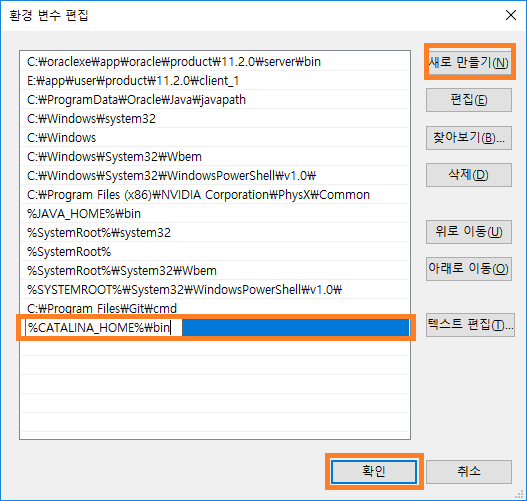 환경 변수 편집
C:₩oraclexe₩app₩oracle₩product₩11.2.0₩server₩bin
E:₩app₩user₩product₩11.2.0₩client_1
C:₩ProgramData₩Oracle₩Java₩javapath
C:₩Windows₩system32
C:₩Windows
C:₩Windows₩System32₩Wbem
C:₩Windows₩System32₩WindowsPowerShell₩v1.0₩
C:₩Program Files (x86)₩NVIDIA Corporation₩PhysX₩Common
%JAVA_HOME%₩bin
%SystemRoot%₩system32
%SystemRoot%
%SystemRoot%₩System32₩Wbem
%SYSTEMROOT%₩System32₩WindowsPowerShell₩v1.0₩
C:₩Program Files₩Git₩cmd
%CATALINA_HOME%₩bin
새로 만들기(N)
편집(E)
찾아보기(B)...
삭제(D)
위로 이동(U)
아래로 이동(O)
텍스트 편집(T)...
확인
취소